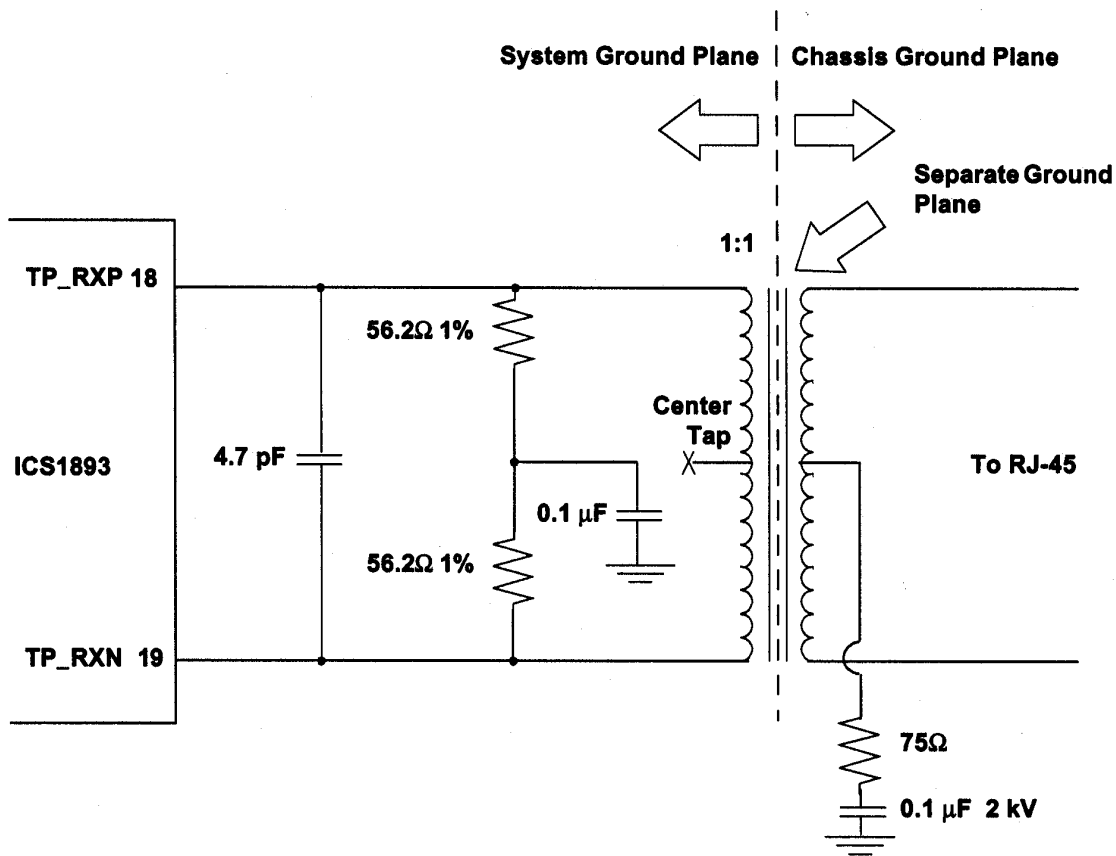 System Ground Plane
Chassis Ground Plane
Separate Ground
Plane
1:1
TP_RXP 18
56.2Ω 1%
Center
Tap
4.7 pF
ICS1893
To RJ-45
0.1 μF
56.2Ω 1%
TP_RXN 19
75Ω
0.1 μF 2 kV